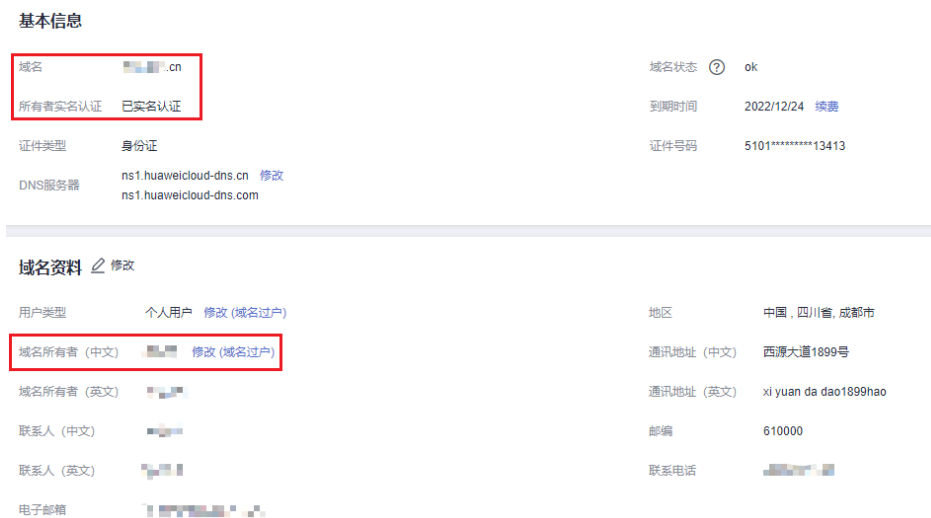 基本信息
域名 .cn 域名状态 ? ok
所有者实名认证 已实名认证 到期时间 2022/12/24 续费
证件类型 身份证 证件号码 5101*********13413
DNS服务器 ns1.huaweicloud-dns.cn 修改
ns1.huaweicloud-dns.com
域名资料 修改
用户类型 个人用户 修改 (域名过户) 地区 中国 , 四川省, 成都市
域名所有者 (中文) 修改 (域名过户) 通讯地址 (中文) 西源大道1899号
域名所有者 (英文) 通讯地址 (英文) xi yuan da dao1899hao
联系人 (中文) 邮编 610000
联系人 (英文) 联系电话
电子邮箱